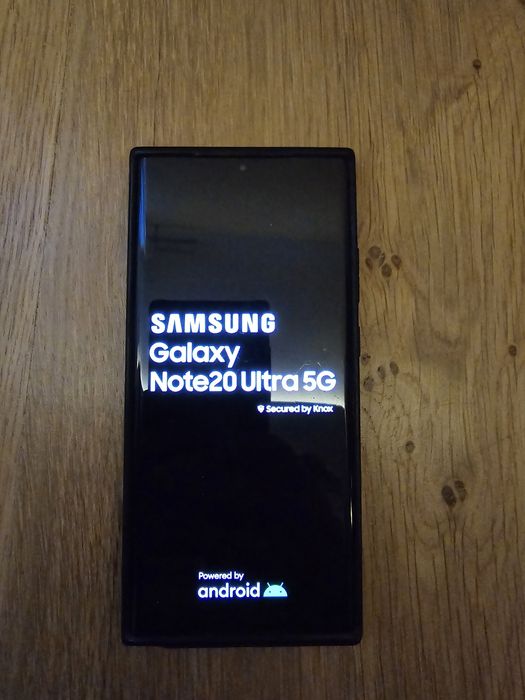 SAMSUNG
Galaxy
Note20 Ultra 5G
Secured by Knox
Powered by
android